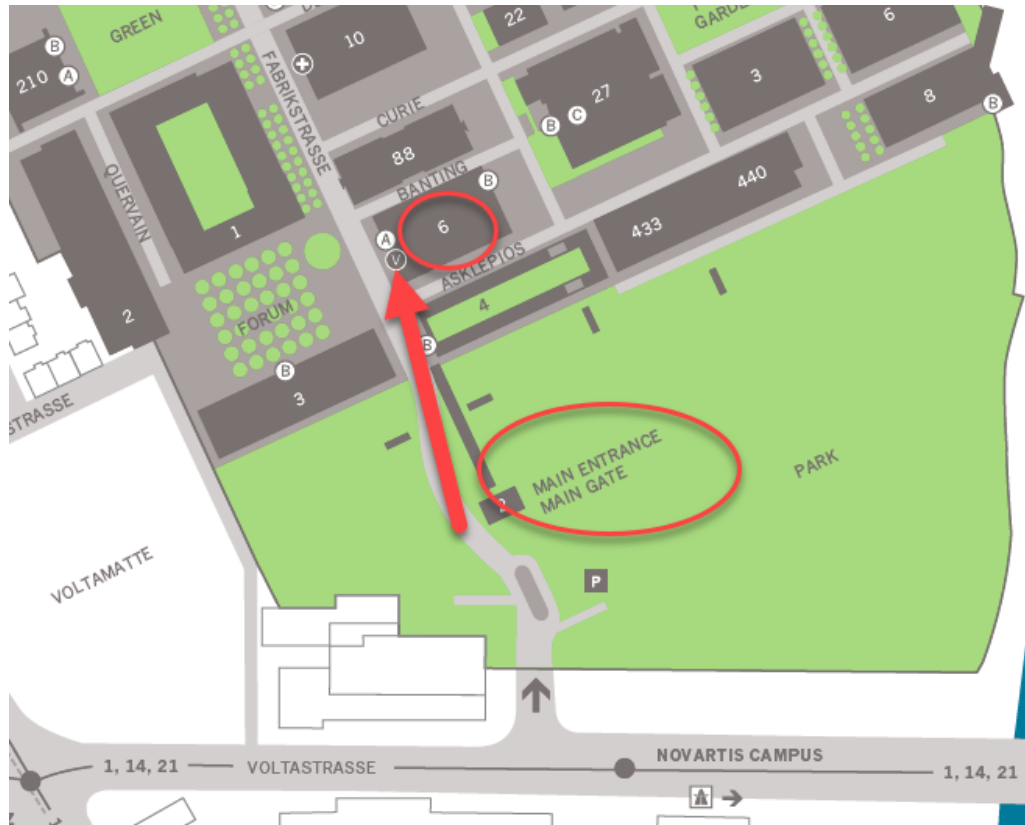 GREEN
FABRIKSTRASSE
22
6
B
210
A
10
27
3
8
B
B
C
CURIE
88
BANTING
B
440
433
QUERVAIN
1
6
A
V
ASKLEPIOS
4
2
FORUM
B
B
3
STRASSE
MAIN ENTRANCE
MAIN GATE
2
PARK
VOLTAMATTE
P
NOVARTIS CAMPUS
1, 14, 21
VOLTASTRASSE
1, 14, 21